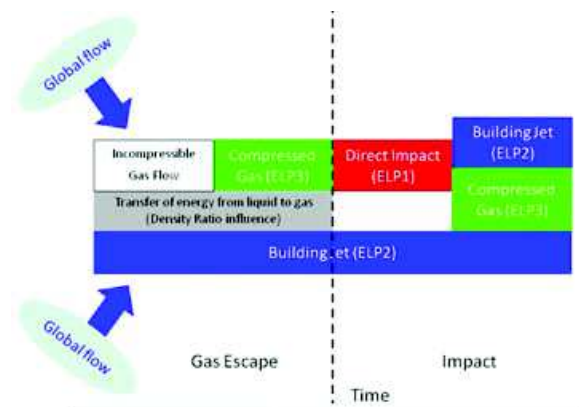 Global flow
Incompressible
Gas Flow
Compressed
Gas (ELP3)
Direct Impact
(ELP1)
Building Jet
(ELP2)
Compressed
Gas (ELP3)
Transfer of energy from liquid to gas
(Density Ratio influence)
Building Jet (ELP2)
Global flow
Gas Escape
Impact
Time